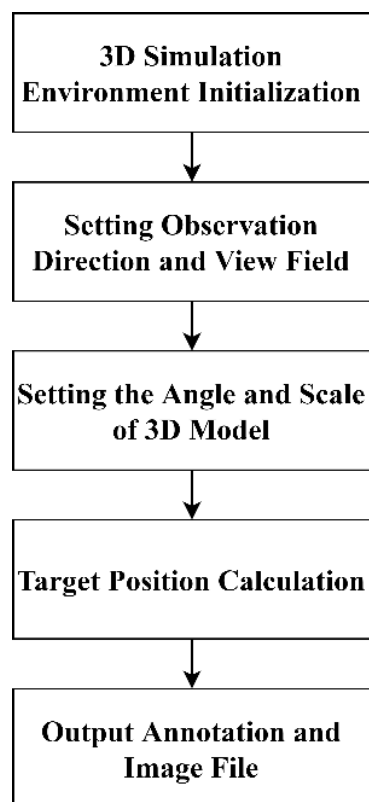 3D Simulation
Environment Initialization
Setting Observation
Direction and View Field
Setting the Angle and Scale
of 3D Model
Target Position Calculation
Output Annotation and
Image File